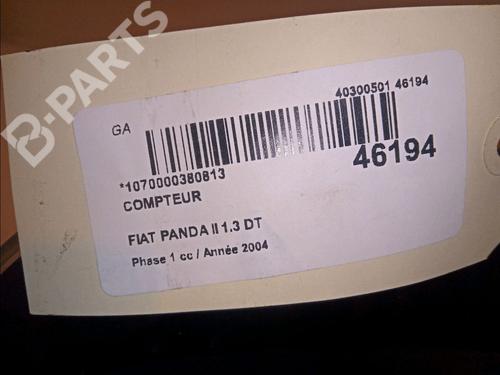 B-PARTS
GA
40300501 46194
*1070000380813
46194
COMPTEUR
FIAT PANDA II 1.3 DT
Phase 1 cc / Année 2004